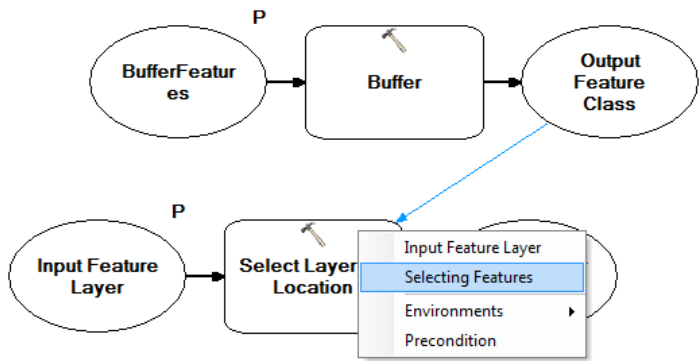 P
BufferFeatur
es
Buffer
Output
Feature
Class
P
Input Feature
Layer
Select Layer
Location
Input Feature Layer
Selecting Features
Environments
Precondition